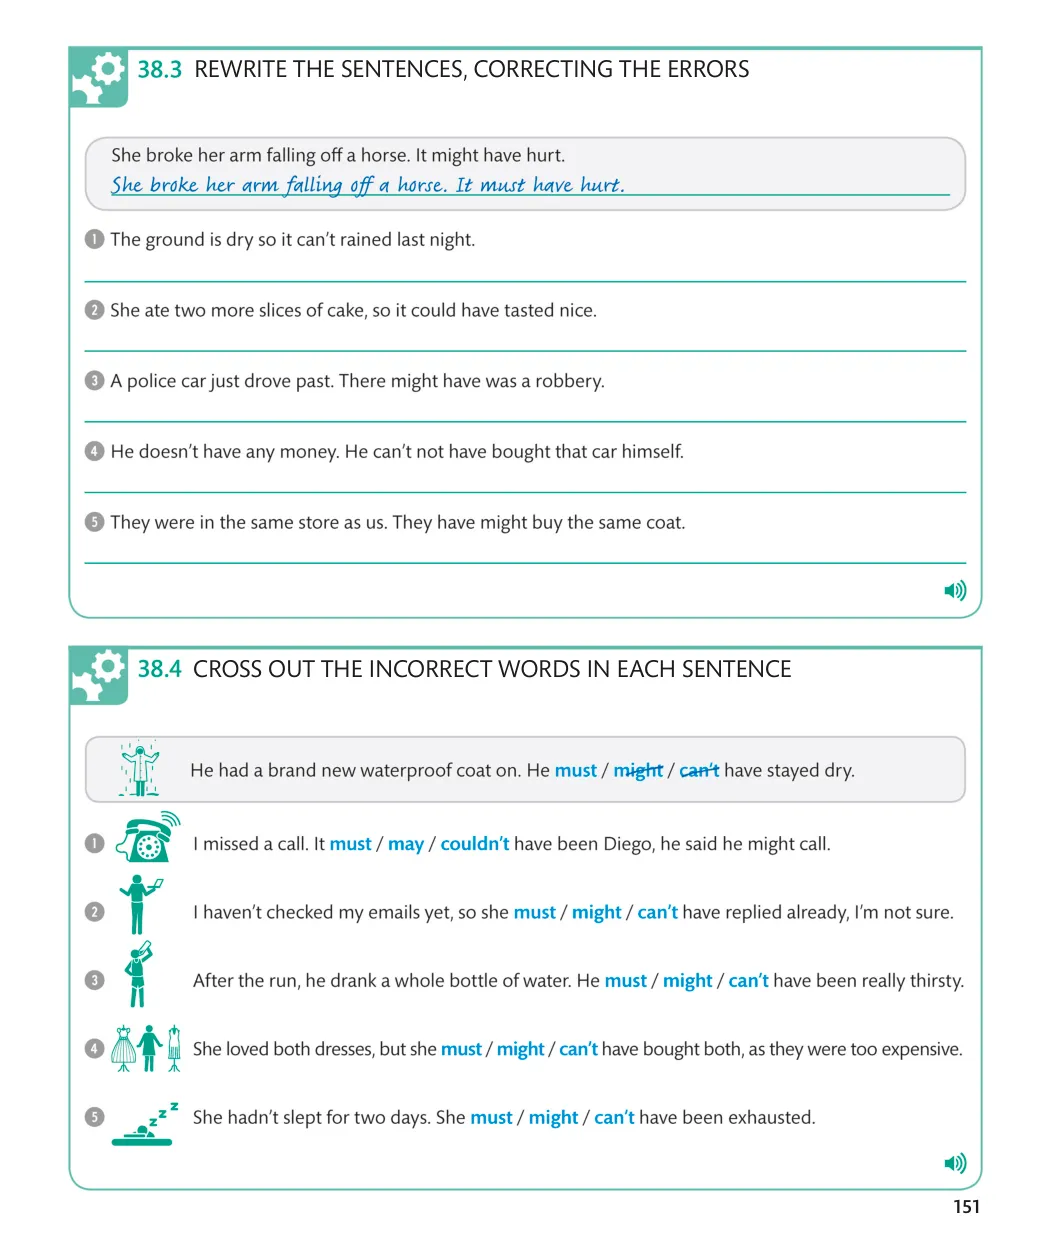 38.3 REWRITE THE SENTENCES, CORRECTING THE ERRORS
She broke her arm falling off a horse. It might have hurt.
She broke her arm falling off a horse. It must have hurt.
1 The ground is dry so it can’t rained last night.
2 She ate two more slices of cake, so it could have tasted nice.
3 A police car just drove past. There might have was a robbery.
4 He doesn’t have any money. He can’t not have bought that car himself.
5 They were in the same store as us. They have might buy the same coat.
38.4 CROSS OUT THE INCORRECT WORDS IN EACH SENTENCE
He had a brand new waterproof coat on. He must / might / can’t have stayed dry.
1 I missed a call. It must / may / couldn’t have been Diego, he said he might call.
2 I haven’t checked my emails yet, so she must / might / can’t have replied already, I’m not sure.
3 After the run, he drank a whole bottle of water. He must / might / can’t have been really thirsty.
4 She loved both dresses, but she must / might / can’t have bought both, as they were too expensive.
z z z
5 She hadn’t slept for two days. She must / might / can’t have been exhausted.
151